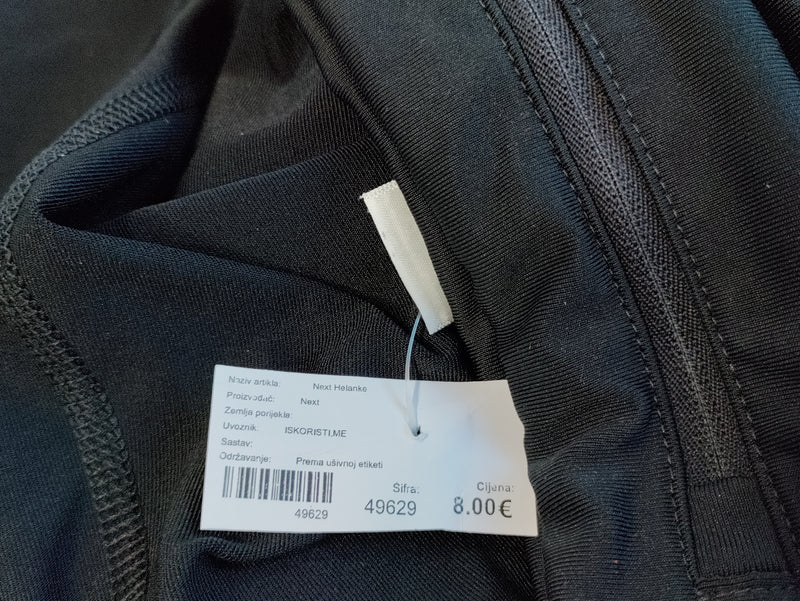 Naziv artikla: Next Helanke
Proizvođač: Next
Zemlja porijekla:
Uvoznik: ISKORISTI.ME
Sastav:
Održavanje: Prema ušivnoj etiketi
49629
Šifra:
49629
Cijena:
8.00€